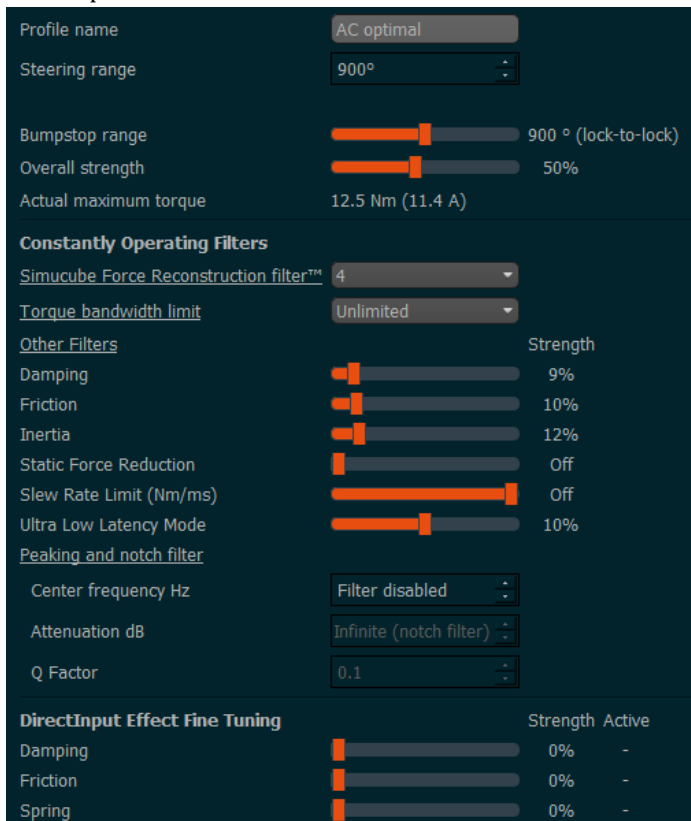 Profile name AC optimal
Steering range 900°
Bumpstop range 900 ° (lock-to-lock)
Overall strength 50%
Actual maximum torque 12.5 Nm (11.4 A)
Constantly Operating Filters
Simucube Force Reconstruction filter™ 4
Torque bandwidth limit Unlimited
Other Filters Strength
Damping 9%
Friction 10%
Inertia 12%
Static Force Reduction Off
Slew Rate Limit (Nm/ms) Off
Ultra Low Latency Mode 10%
Peaking and notch filter
Center frequency Hz Filter disabled
Attenuation dB Infinite (notch filter)
Q Factor 0.1
DirectInput Effect Fine Tuning Strength Active
Damping 0% -
Friction 0% -
Spring 0% -